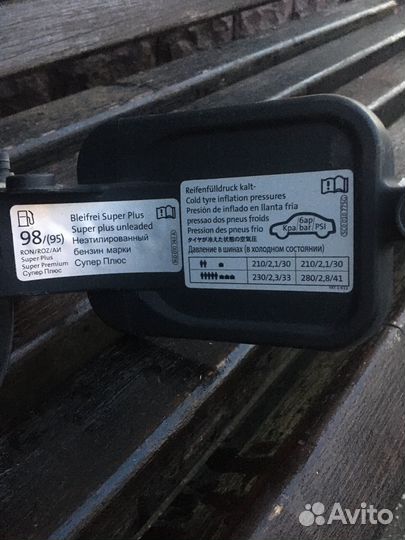 Bleifrei Super Plus
Super plus unleaded
Неэтилированный
бензин марки
Супер Плюс
98/(95)
RON/ROZ/АИ
Super Plus
Super Premium
Супер Плюс
Reifenfülldruck kalt-
Cold tyre inflation pressures
Presión de inflado en llanta fria
pressao dos pneus froids
Pression des pneus frio
タイヤが冷えた状態の空気圧
Давление в шинах (в холодном состоянии)
бар/
Kpa/bar/PSI
210/2,1/30 210/2,1/30
230/2,3/33 280/2,8/41
Avito